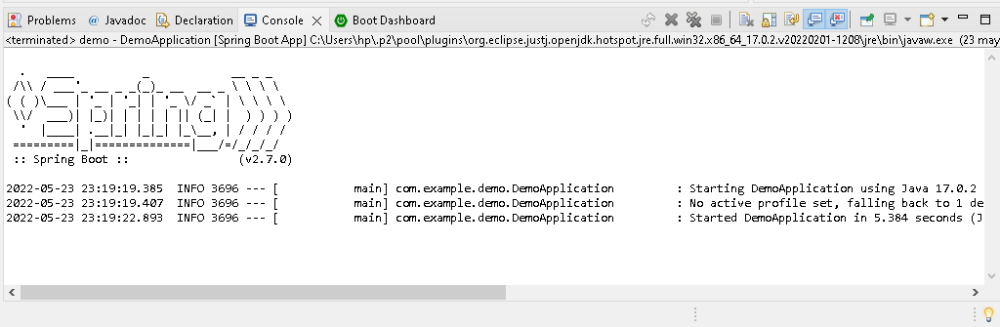 Problems @ Javadoc Declaration Console Boot Dashboard
<terminated> demo - DemoApplication [Spring Boot App] C:\Users\hp\.p2\pool\plugins\org.eclipse.justj.openjdk.hotspot.jre.full.win32.x86_64_17.0.2.v20220201-1208\jre\bin\javaw.exe (23 may
  .   ____          _            __ _ _
 /\\ / ___'_ __ _ _(_)_ __  __ _ \ \ \ \
( ( )\___ | '_ | '_| | '_ \/ _` | \ \ \ \
 \\/  ___)| |_)| | | | | || (_| |  ) ) ) )
  '  |____| .__|_| |_|_| |_\__, | / / / /
 =========|_|==============|___/=/_/_/_/
 :: Spring Boot ::                (v2.7.0)
2022-05-23 23:19:19.385  INFO 3696 --- [           main] com.example.demo.DemoApplication         : Starting DemoApplication using Java 17.0.2
2022-05-23 23:19:19.407  INFO 3696 --- [           main] com.example.demo.DemoApplication         : No active profile set, falling back to 1 de
2022-05-23 23:19:22.893  INFO 3696 --- [           main] com.example.demo.DemoApplication         : Started DemoApplication in 5.384 seconds (J